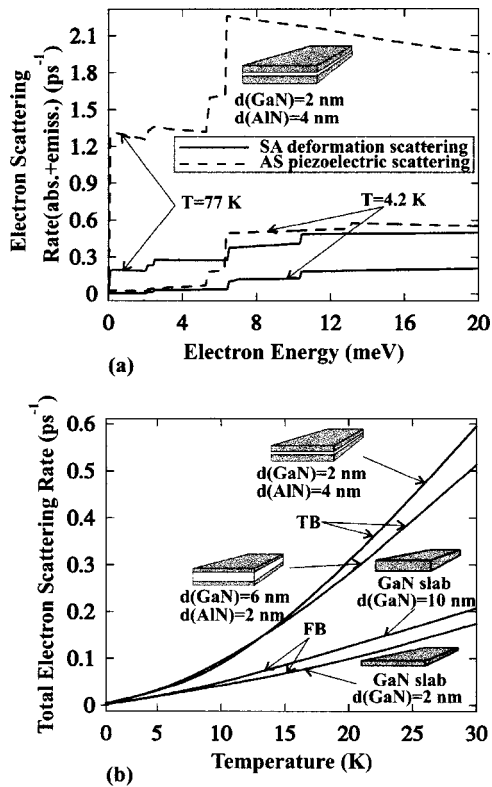 2.1
1.8
1.5
1.2
0.9
0.6
0.3
0
Electron Scattering
Rate(abs.+emiss.) (ps⁻¹)
d(GaN)=2 nm
d(AlN)=4 nm
SA deformation scattering
AS piezoelectric scattering
T=77 K
T=4.2 K
0 4 8 12 16 20
Electron Energy (meV)
(a)
0.6
0.5
0.4
0.3
0.2
0.1
0
Total Electron Scattering Rate (ps⁻¹)
d(GaN)=2 nm
d(AlN)=4 nm
TB
d(GaN)=6 nm
d(AlN)=2 nm
GaN slab
d(GaN)=10 nm
FB
GaN slab
d(GaN)=2 nm
0 5 10 15 20 25 30
Temperature (K)
(b)